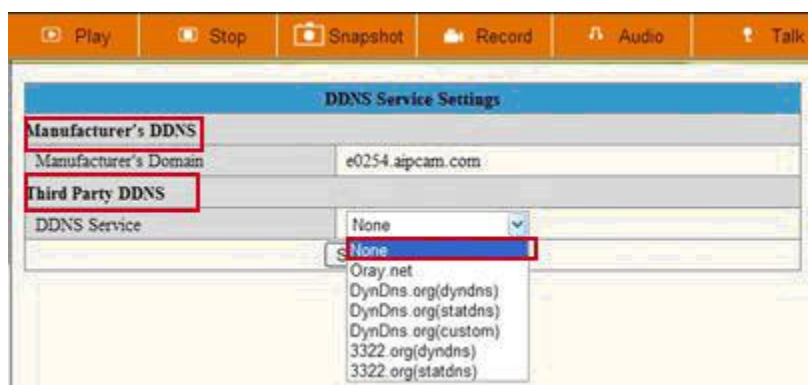 Play Stop Snapshot Record Audio Talk
DDNS Service Settings
Manufacturer's DDNS
Manufacturer's Domain e0254.aipcam.com
Third Party DDNS
DDNS Service None
S
None
Oray.net
DynDns.org(dyndns)
DynDns.org(statdns)
DynDns.org(custom)
3322.org(dyndns)
3322.org(statdns)